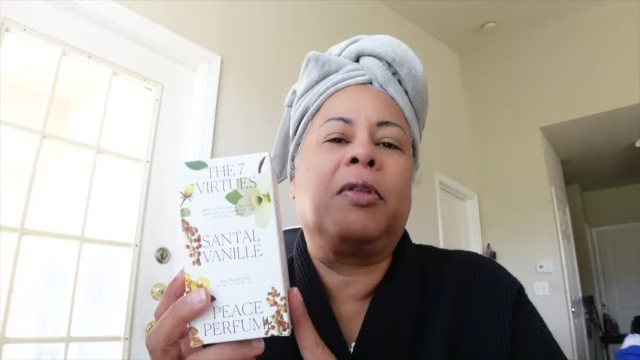 THE 7
VIRTUES
SANTAL
VANILLE
PEACE
PERFUM